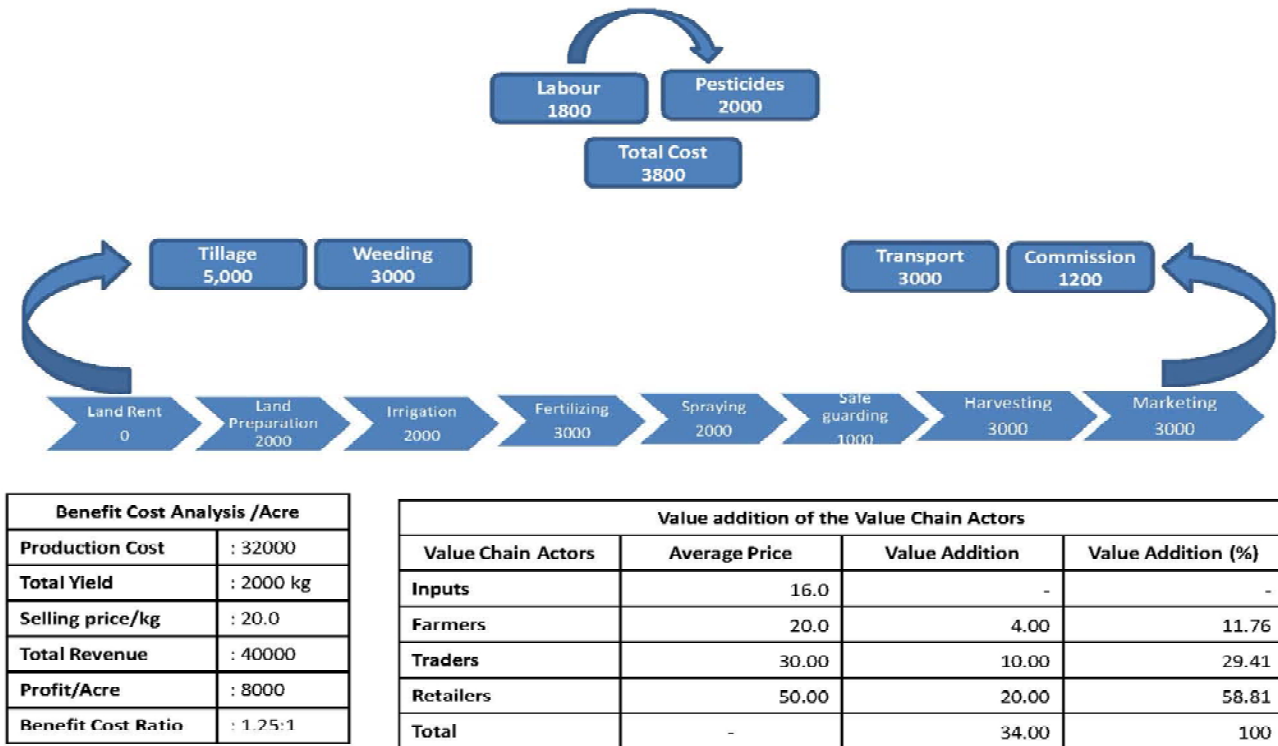 Labour
1800
Pesticides
2000
Total Cost
3800
Tillage
5,000
Weeding
3000
Transport
3000
Commission
1200
Land Rent
0
Land
Preparation
2000
Irrigation
2000
Fertilizing
3000
Spraying
2000
Safe
guarding
1000
Harvesting
3000
Marketing
3000
Benefit Cost Analysis /Acre
Production Cost : 32000
Total Yield : 2000 kg
Selling price/kg : 20.0
Total Revenue : 40000
Profit/Acre : 8000
Benefit Cost Ratio : 1.25:1
Value addition of the Value Chain Actors
Value Chain Actors Average Price Value Addition Value Addition (%)
Inputs 16.0 - -
Farmers 20.0 4.00 11.76
Traders 30.00 10.00 29.41
Retailers 50.00 20.00 58.81
Total - 34.00 100